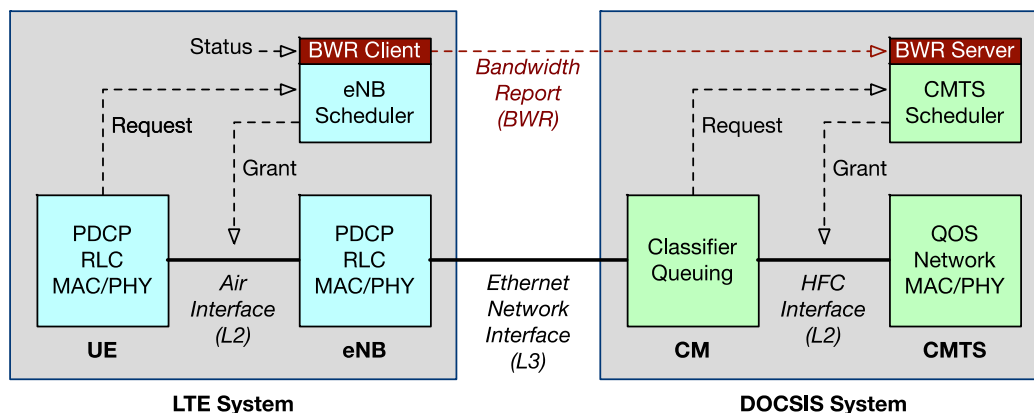 Status
BWR Client
eNB
Scheduler
Request
Grant
PDCP
RLC
MAC/PHY
UE
Air
Interface
(L2)
PDCP
RLC
MAC/PHY
eNB
LTE System
Bandwidth
Report
(BWR)
Ethernet
Network
Interface
(L3)
BWR Server
CMTS
Scheduler
Request
Grant
Classifier
Queuing
CM
HFC
Interface
(L2)
QOS
Network
MAC/PHY
CMTS
DOCSIS System